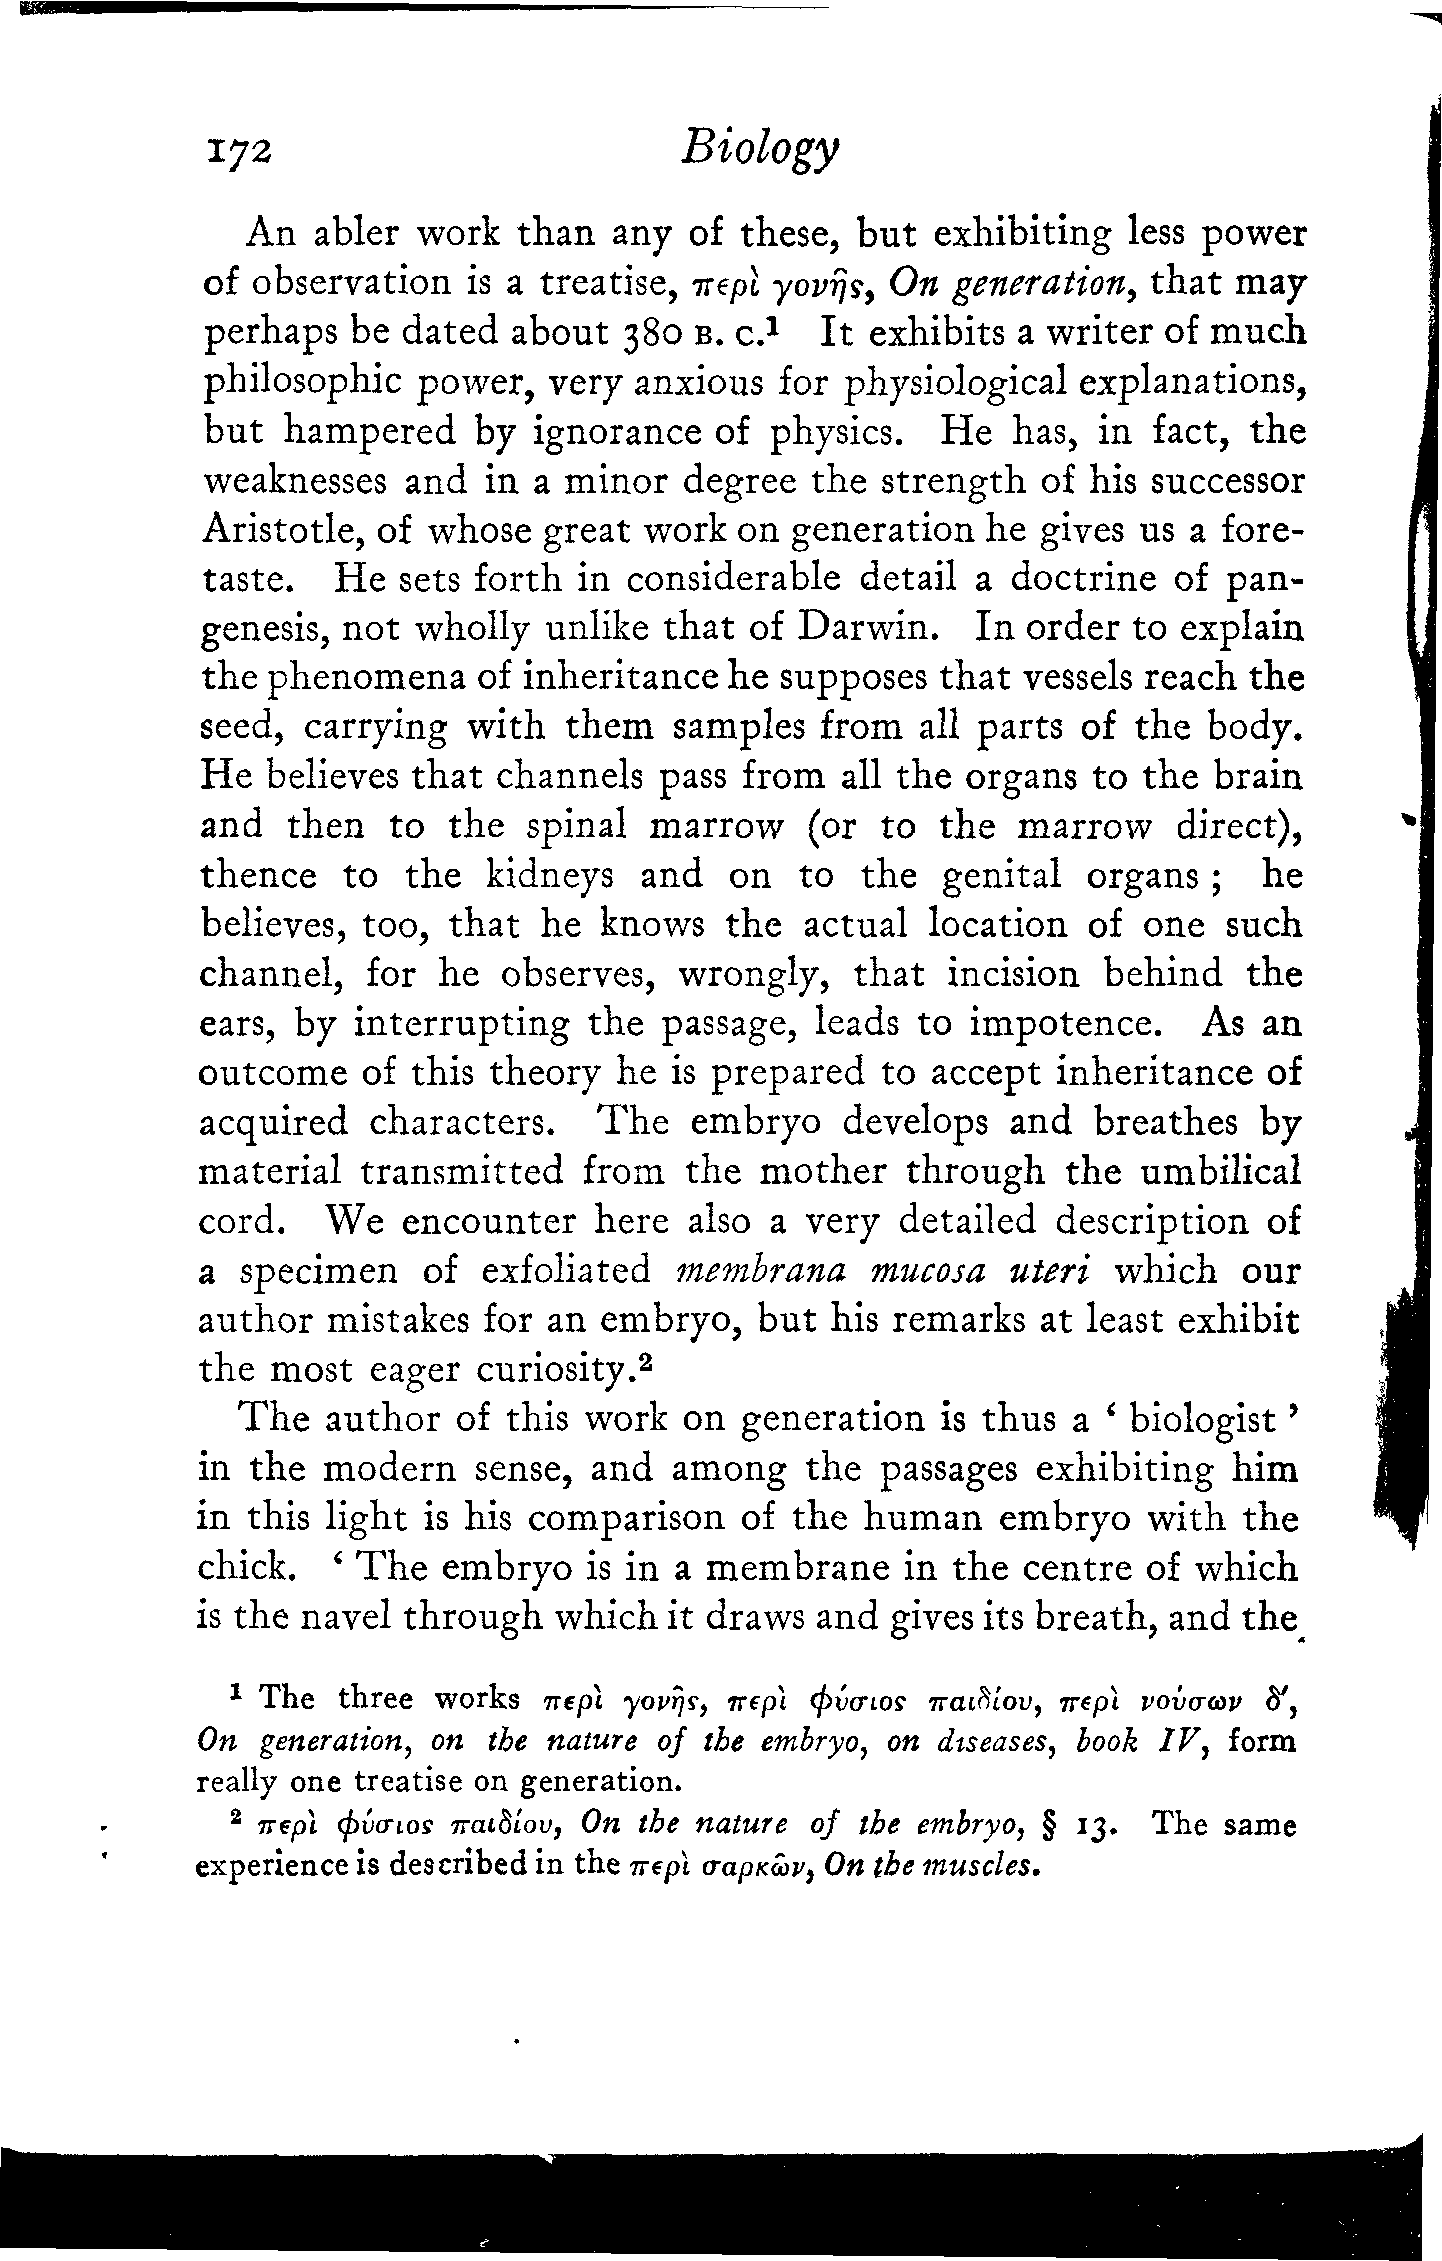 172 Biology
An abler work than any of these, but exhibiting less power
of observation is a treatise, περὶ γονῆς, On generation, that may
perhaps be dated about 380 B. C.¹ It exhibits a writer of much
philosophic power, very anxious for physiological explanations,
but hampered by ignorance of physics. He has, in fact, the
weaknesses and in a minor degree the strength of his successor
Aristotle, of whose great work on generation he gives us a fore-
taste. He sets forth in considerable detail a doctrine of pan-
genesis, not wholly unlike that of Darwin. In order to explain
the phenomena of inheritance he supposes that vessels reach the
seed, carrying with them samples from all parts of the body.
He believes that channels pass from all the organs to the brain
and then to the spinal marrow (or to the marrow direct),
thence to the kidneys and on to the genital organs ; he
believes, too, that he knows the actual location of one such
channel, for he observes, wrongly, that incision behind the
ears, by interrupting the passage, leads to impotence. As an
outcome of this theory he is prepared to accept inheritance of
acquired characters. The embryo develops and breathes by
material transmitted from the mother through the umbilical
cord. We encounter here also a very detailed description of
a specimen of exfoliated membrana mucosa uteri which our
author mistakes for an embryo, but his remarks at least exhibit
the most eager curiosity.²
The author of this work on generation is thus a ‘ biologist ’
in the modern sense, and among the passages exhibiting him
in this light is his comparison of the human embryo with the
chick. ‘ The embryo is in a membrane in the centre of which
is the navel through which it draws and gives its breath, and the
¹ The three works περὶ γονῆς, περὶ φύσιος παιδίου, περὶ νούσων δ′,
On generation, on the nature of the embryo, on diseases, book IV, form
really one treatise on generation.
² περὶ φύσιος παιδίου, On the nature of the embryo, § 13. The same
experience is described in the περὶ σαρκῶν, On the muscles.